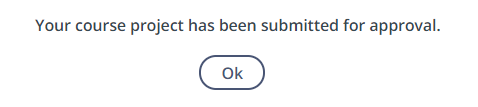 Your course project has been submitted for approval.
Ok